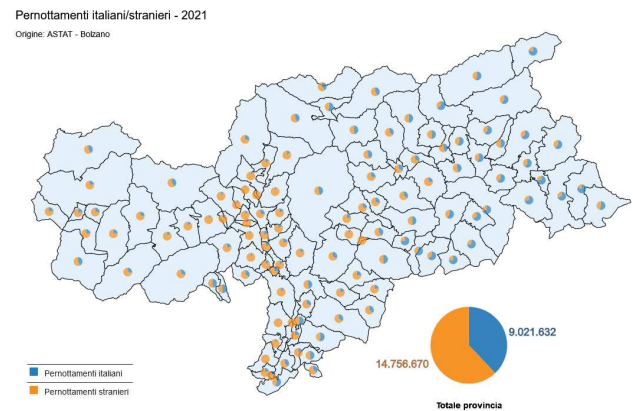 Pernottamenti italiani/stranieri - 2021
Origine: ASTAT - Bolzano
9.021.632
14.756.670
Pernottamenti italiani
Pernottamenti stranieri
Totale provincia